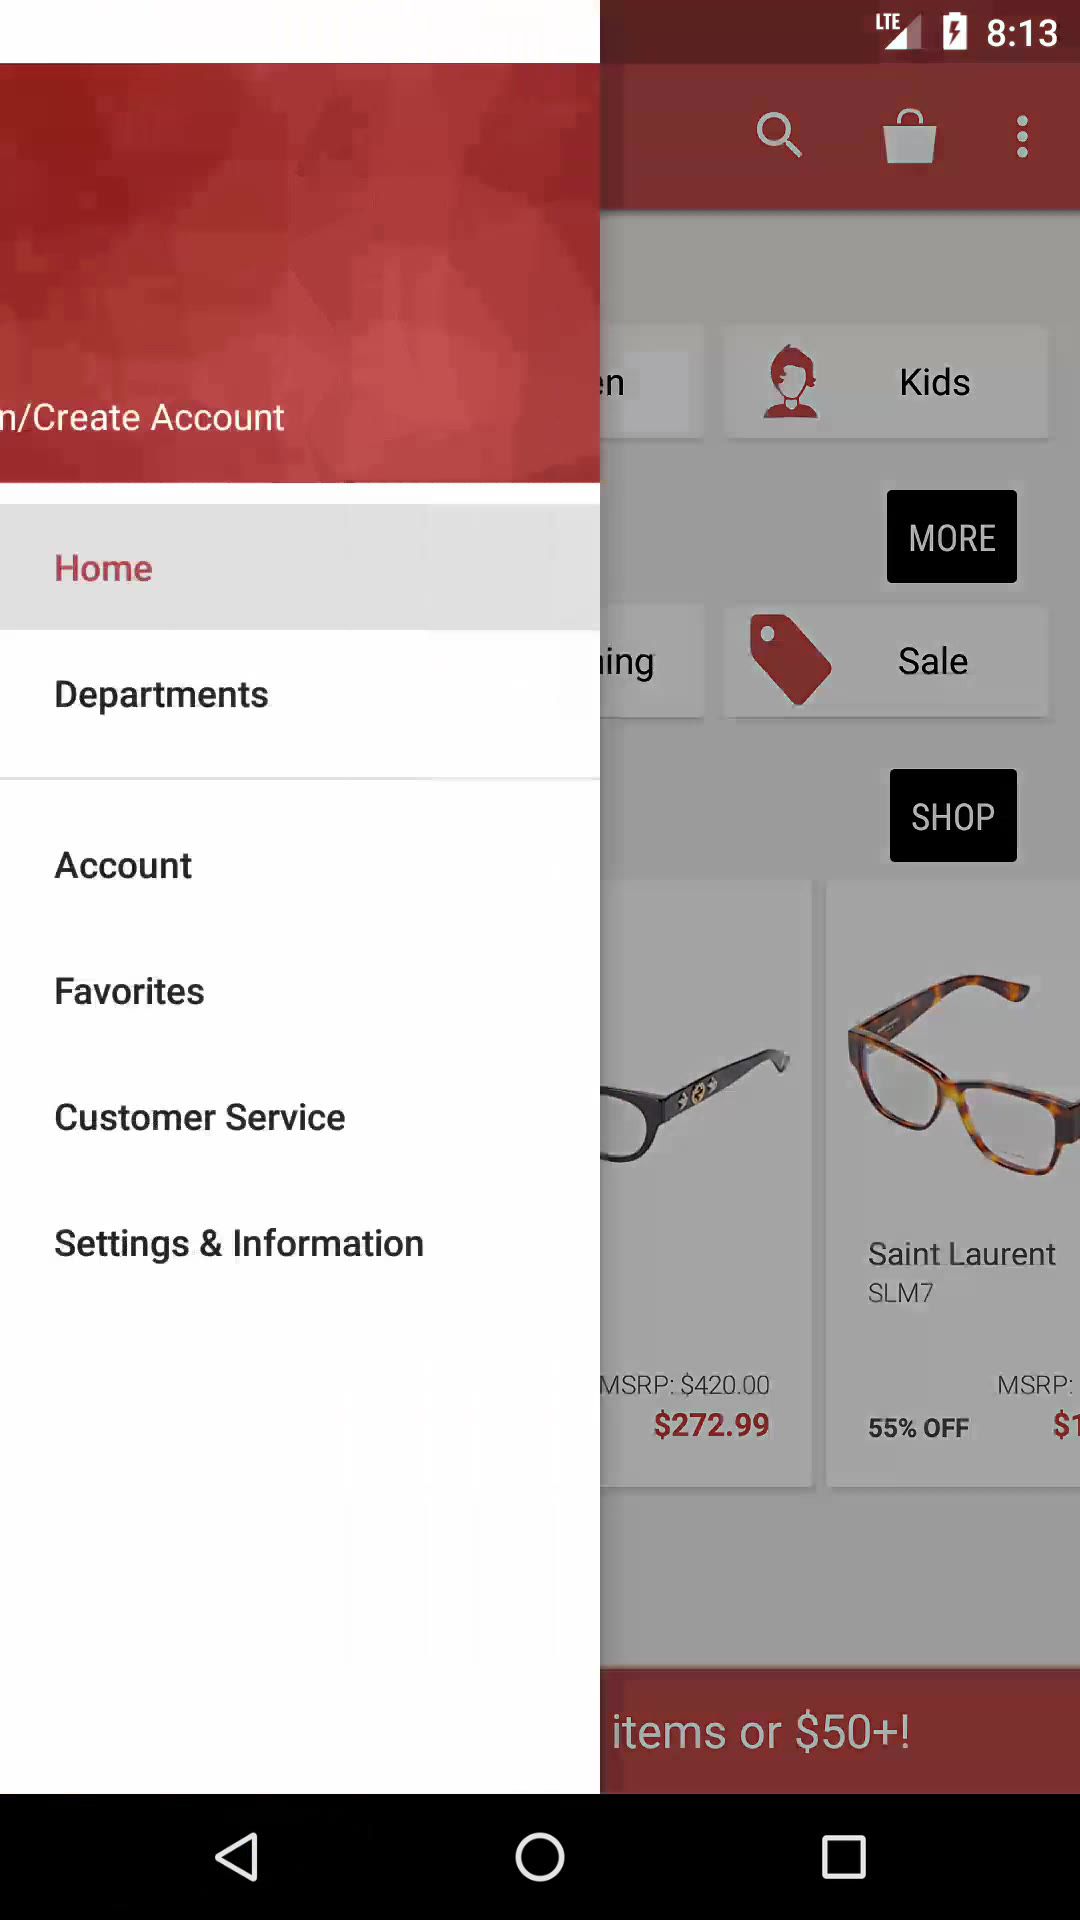 LTE 8:13
n/Create Account
en
Kids
Home
MORE
Departments
ning
Sale
SHOP
Account
Favorites
Customer Service
Settings & Information
Saint Laurent
SLM7
MSRP: $420.00
MSRP:
$272.99
55% OFF
$1
items or $50+!